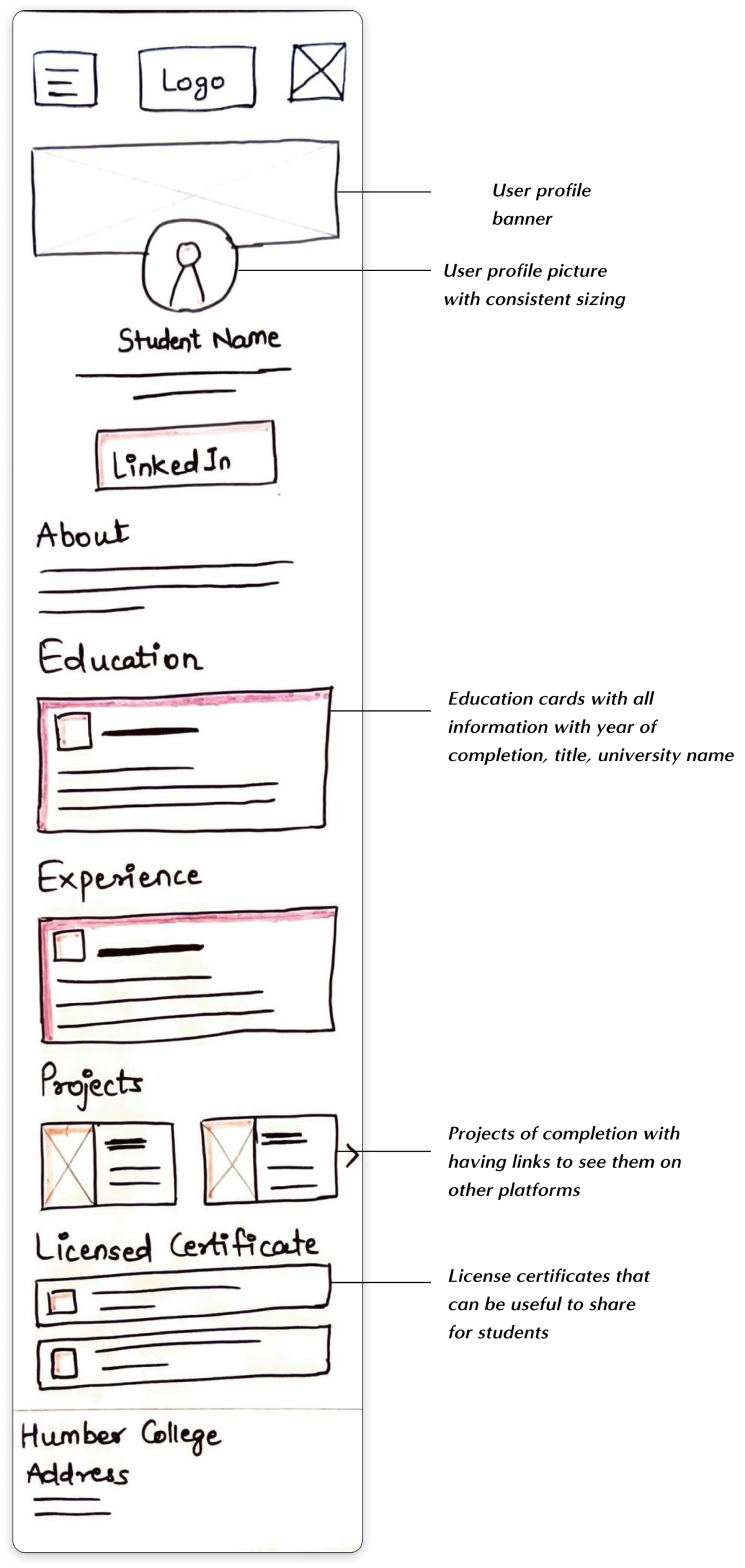 Logo
User profile
banner
User profile picture
with consistent sizing
Student Name
LinkedIn
About
Education
Education cards with all
information with year of
completion, title, university name
Experience
Projects
Projects of completion with
having links to see them on
other platforms
Licensed Certificate
License certificates that
can be useful to share
for students
Humber College
Address